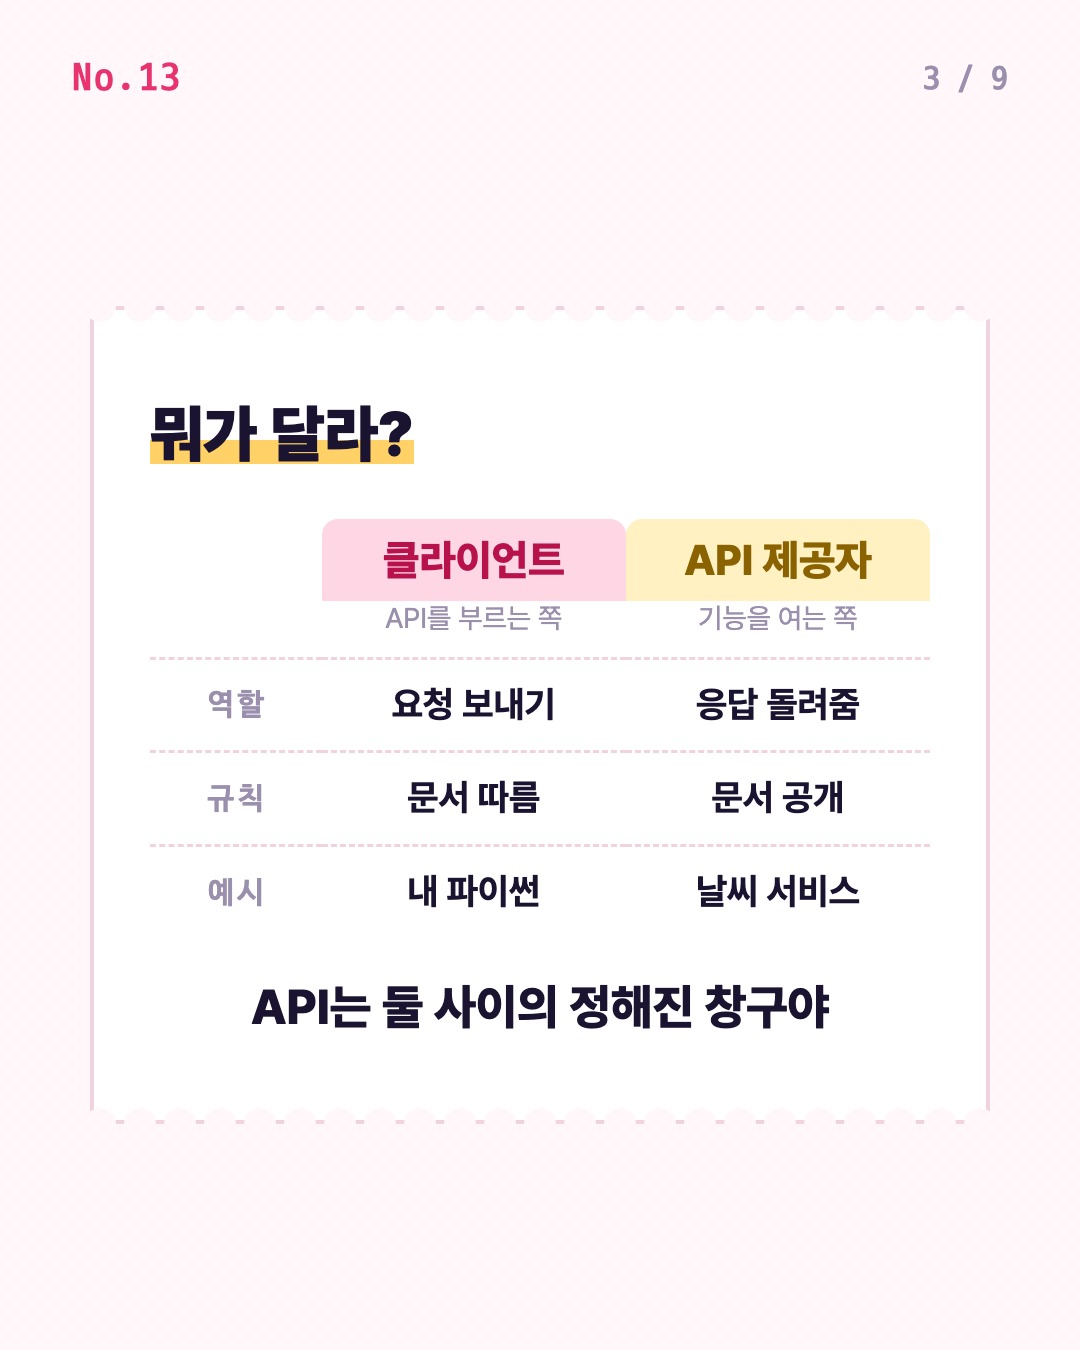 No.13
3 / 9
뭐가 달라?
클라이언트 API 제공자
API를 부르는 쪽 기능을 여는 쪽
역할 요청 보내기 응답 돌려줌
규칙 문서 따름 문서 공개
예시 내 파이썬 날씨 서비스
API는 둘 사이의 정해진 창구야